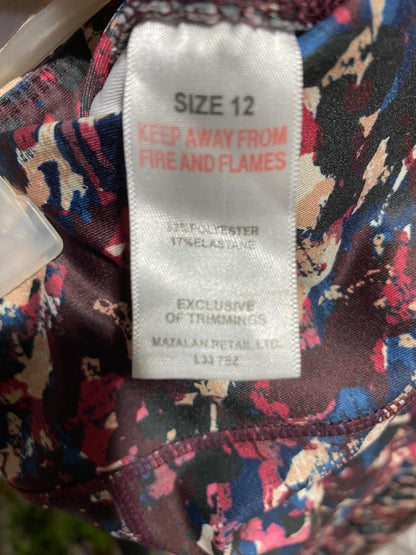 SIZE 12
KEEP AWAY FROM
FIRE AND FLAMES
83% POLYESTER
17% ELASTANE
EXCLUSIVE
OF TRIMMINGS
MATALAN RETAIL LTD.
L33 7SZ